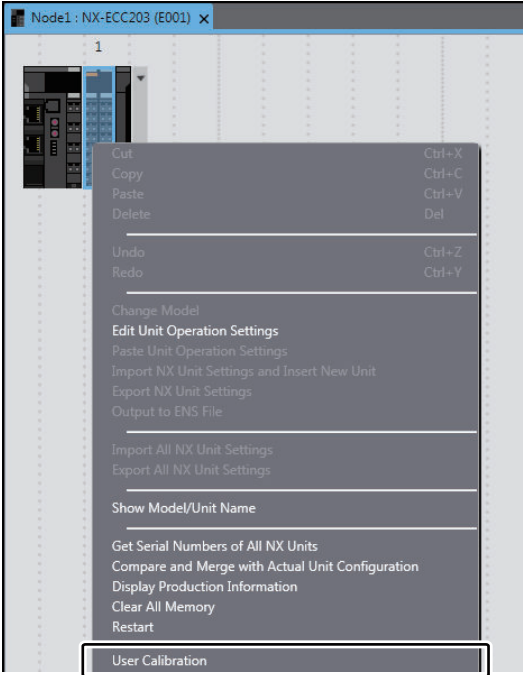 Node1 : NX-ECC203 (E001) ×
1
Cut Ctrl+X
Copy Ctrl+C
Paste Ctrl+V
Delete Del
Undo Ctrl+Z
Redo Ctrl+Y
Change Model
Edit Unit Operation Settings
Paste Unit Operation Settings
Import NX Unit Settings and Insert New Unit
Export NX Unit Settings
Output to ENS File
Import All NX Unit Settings
Export All NX Unit Settings
Show Model/Unit Name
Get Serial Numbers of All NX Units
Compare and Merge with Actual Unit Configuration
Display Production Information
Clear All Memory
Restart
User Calibration